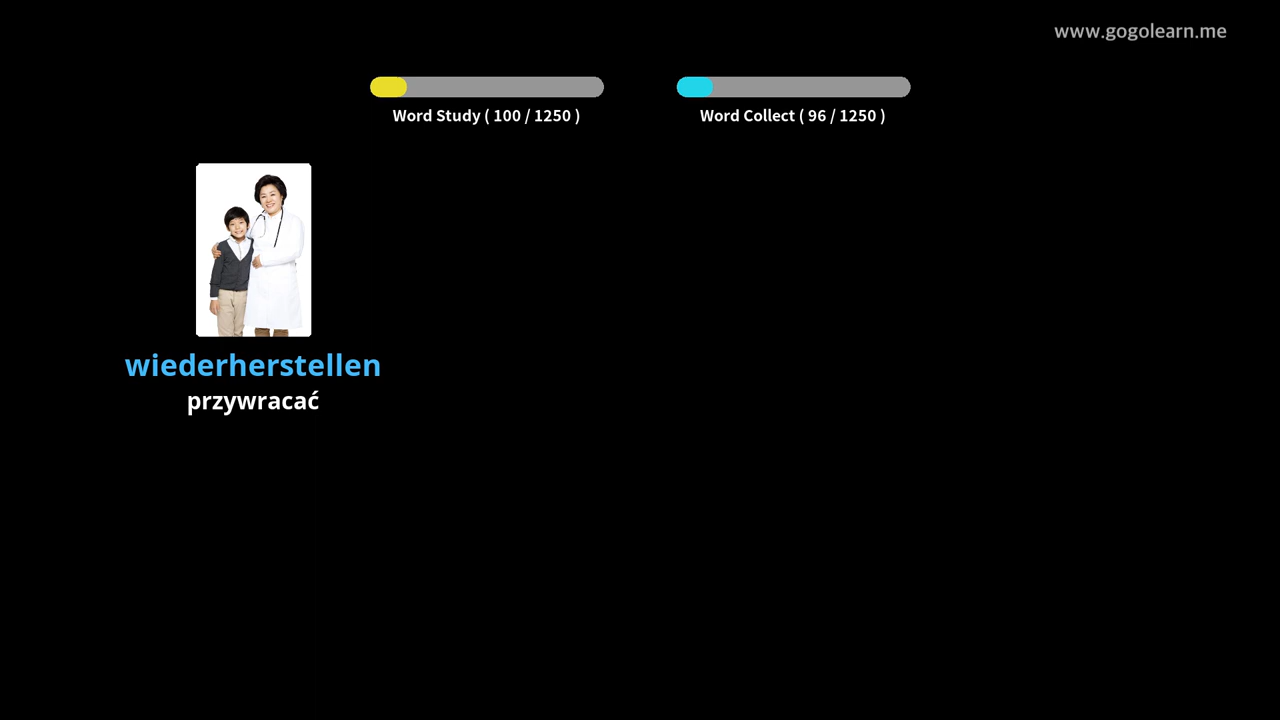 www.gogolearn.me
Word Study ( 100 / 1250 )
Word Collect ( 96 / 1250 )
wiederherstellen
przywracać